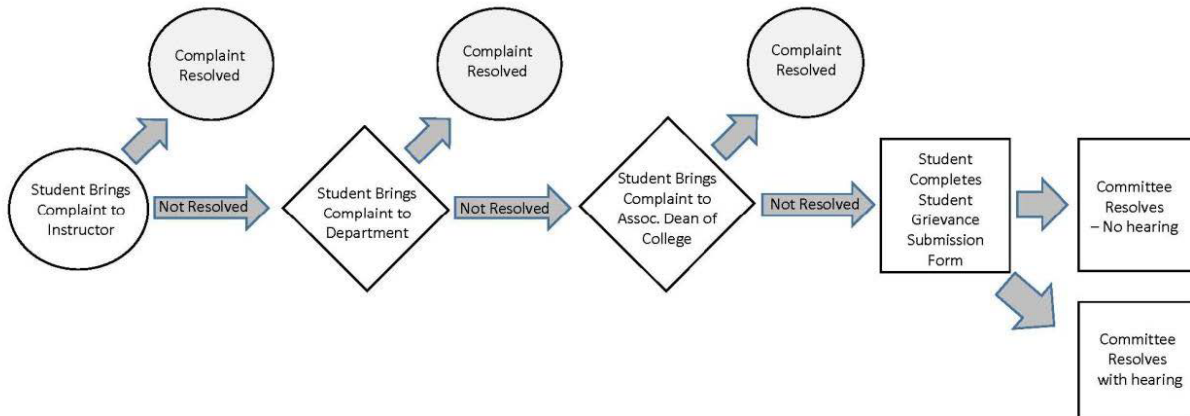 Complaint
Resolved
Complaint
Resolved
Complaint
Resolved
Student Brings
Complaint to
Instructor
Not Resolved
Student Brings
Complaint to
Department
Not Resolved
Student Brings
Complaint to
Assoc. Dean of
College
Not Resolved
Student
Completes
Student
Grievance
Submission
Form
Committee
Resolves
– No hearing
Committee
Resolves
with hearing